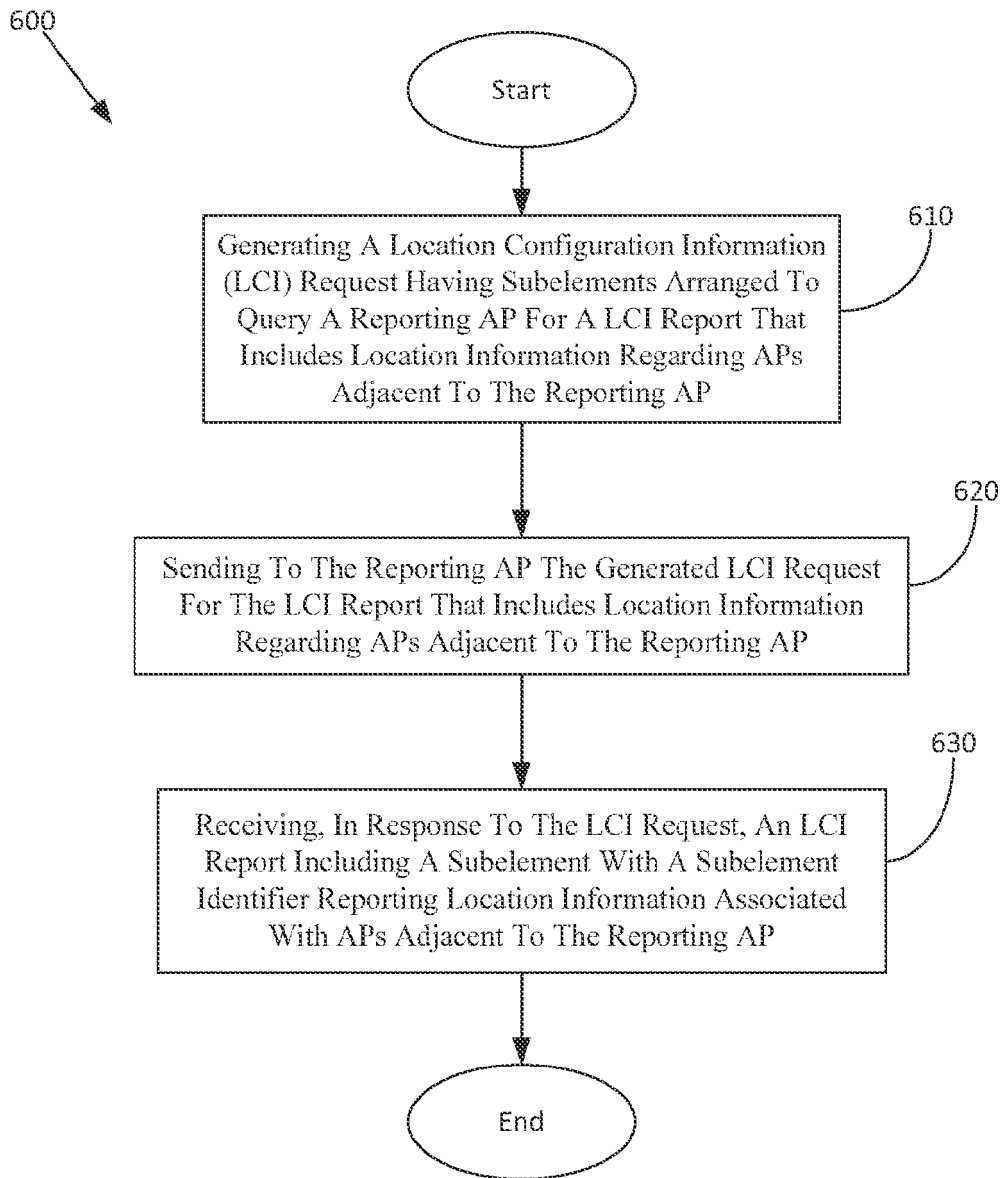 600
Start
610
Generating A Location Configuration Information
(LCI) Request Having Subelements Arranged To
Query A Reporting AP For A LCI Report That
Includes Location Information Regarding APs
Adjacent To The Reporting AP
620
Sending To The Reporting AP The Generated LCI Request
For The LCI Report That Includes Location Information
Regarding APs Adjacent To The Reporting AP
630
Receiving, In Response To The LCI Request, An LCI
Report Including A Subelement With A Subelement
Identifier Reporting Location Information Associated
With APs Adjacent To The Reporting AP
End